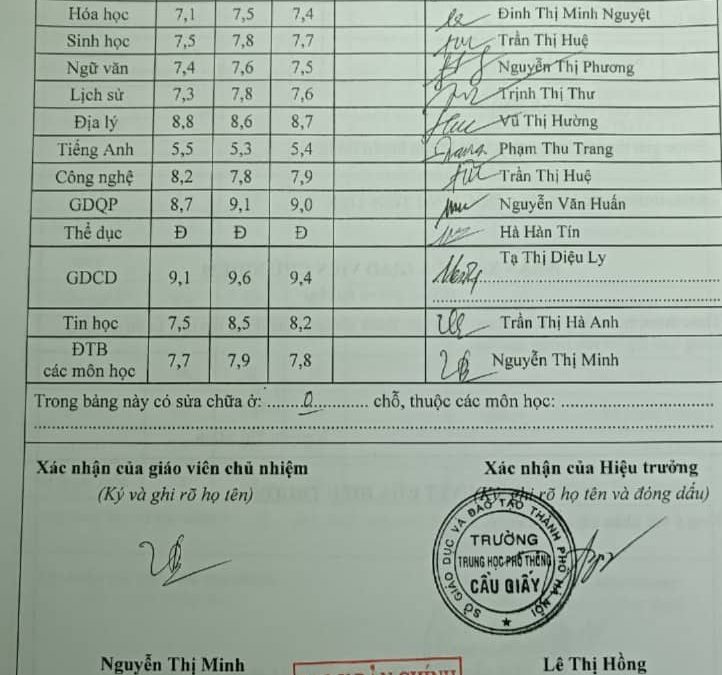 Hóa học 7,1 7,5 7,4 Đinh Thị Minh Nguyệt
Sinh học 7,5 7,8 7,7 Trần Thị Huệ
Ngữ văn 7,4 7,6 7,5 Nguyễn Thị Phương
Lịch sử 7,3 7,8 7,6 Trịnh Thị Thư
Địa lý 8,8 8,6 8,7 Vũ Thị Hường
Tiếng Anh 5,5 5,3 5,4 Phạm Thu Trang
Công nghệ 8,2 7,8 7,9 Trần Thị Huệ
GDQP 8,7 9,1 9,0 Nguyễn Văn Huấn
Thể dục Đ Đ Đ Hà Hàn Tín
GDCD 9,1 9,6 9,4 Tạ Thị Diệu Ly
Tin học 7,5 8,5 8,2 Trần Thị Hà Anh
ĐTB
các môn học 7,7 7,9 7,8 Nguyễn Thị Minh
Trong bảng này có sửa chữa ở: 0 chỗ, thuộc các môn học:
Xác nhận của giáo viên chủ nhiệm
(Ký và ghi rõ họ tên)
Xác nhận của Hiệu trưởng
(Ký, ghi rõ họ tên và đóng dấu)
SỞ GIÁO DỤC VÀ ĐÀO TẠO THÀNH PHỐ HÀ NỘI
TRƯỜNG
TRUNG HỌC PHỔ THÔNG
CẦU GIẤY
Nguyễn Thị Minh
Lê Thị Hồng